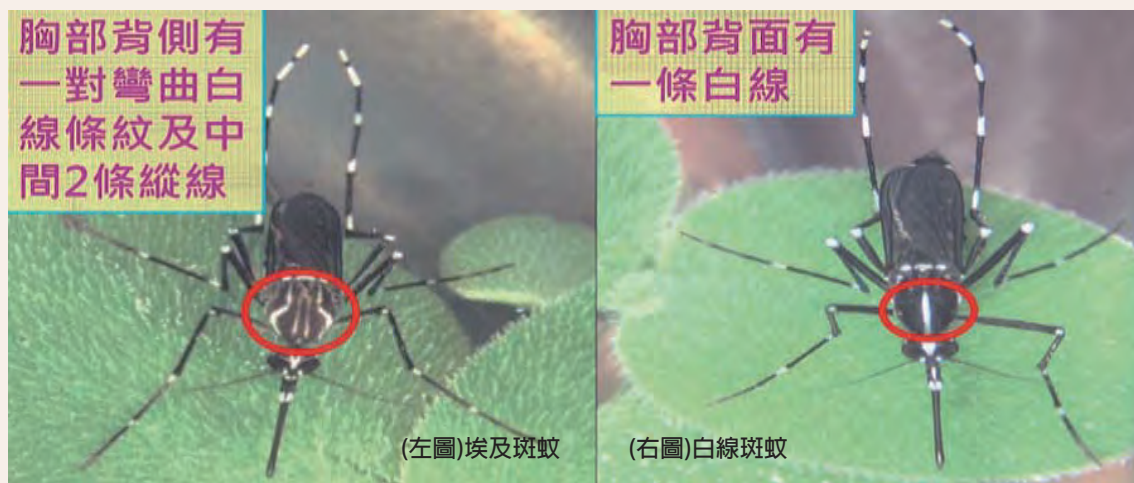 胸部背側有
一對彎曲白
線條紋及中
間2條縱線
胸部背面有
一條白線
(左圖)埃及斑蚊
(右圖)白線斑蚊